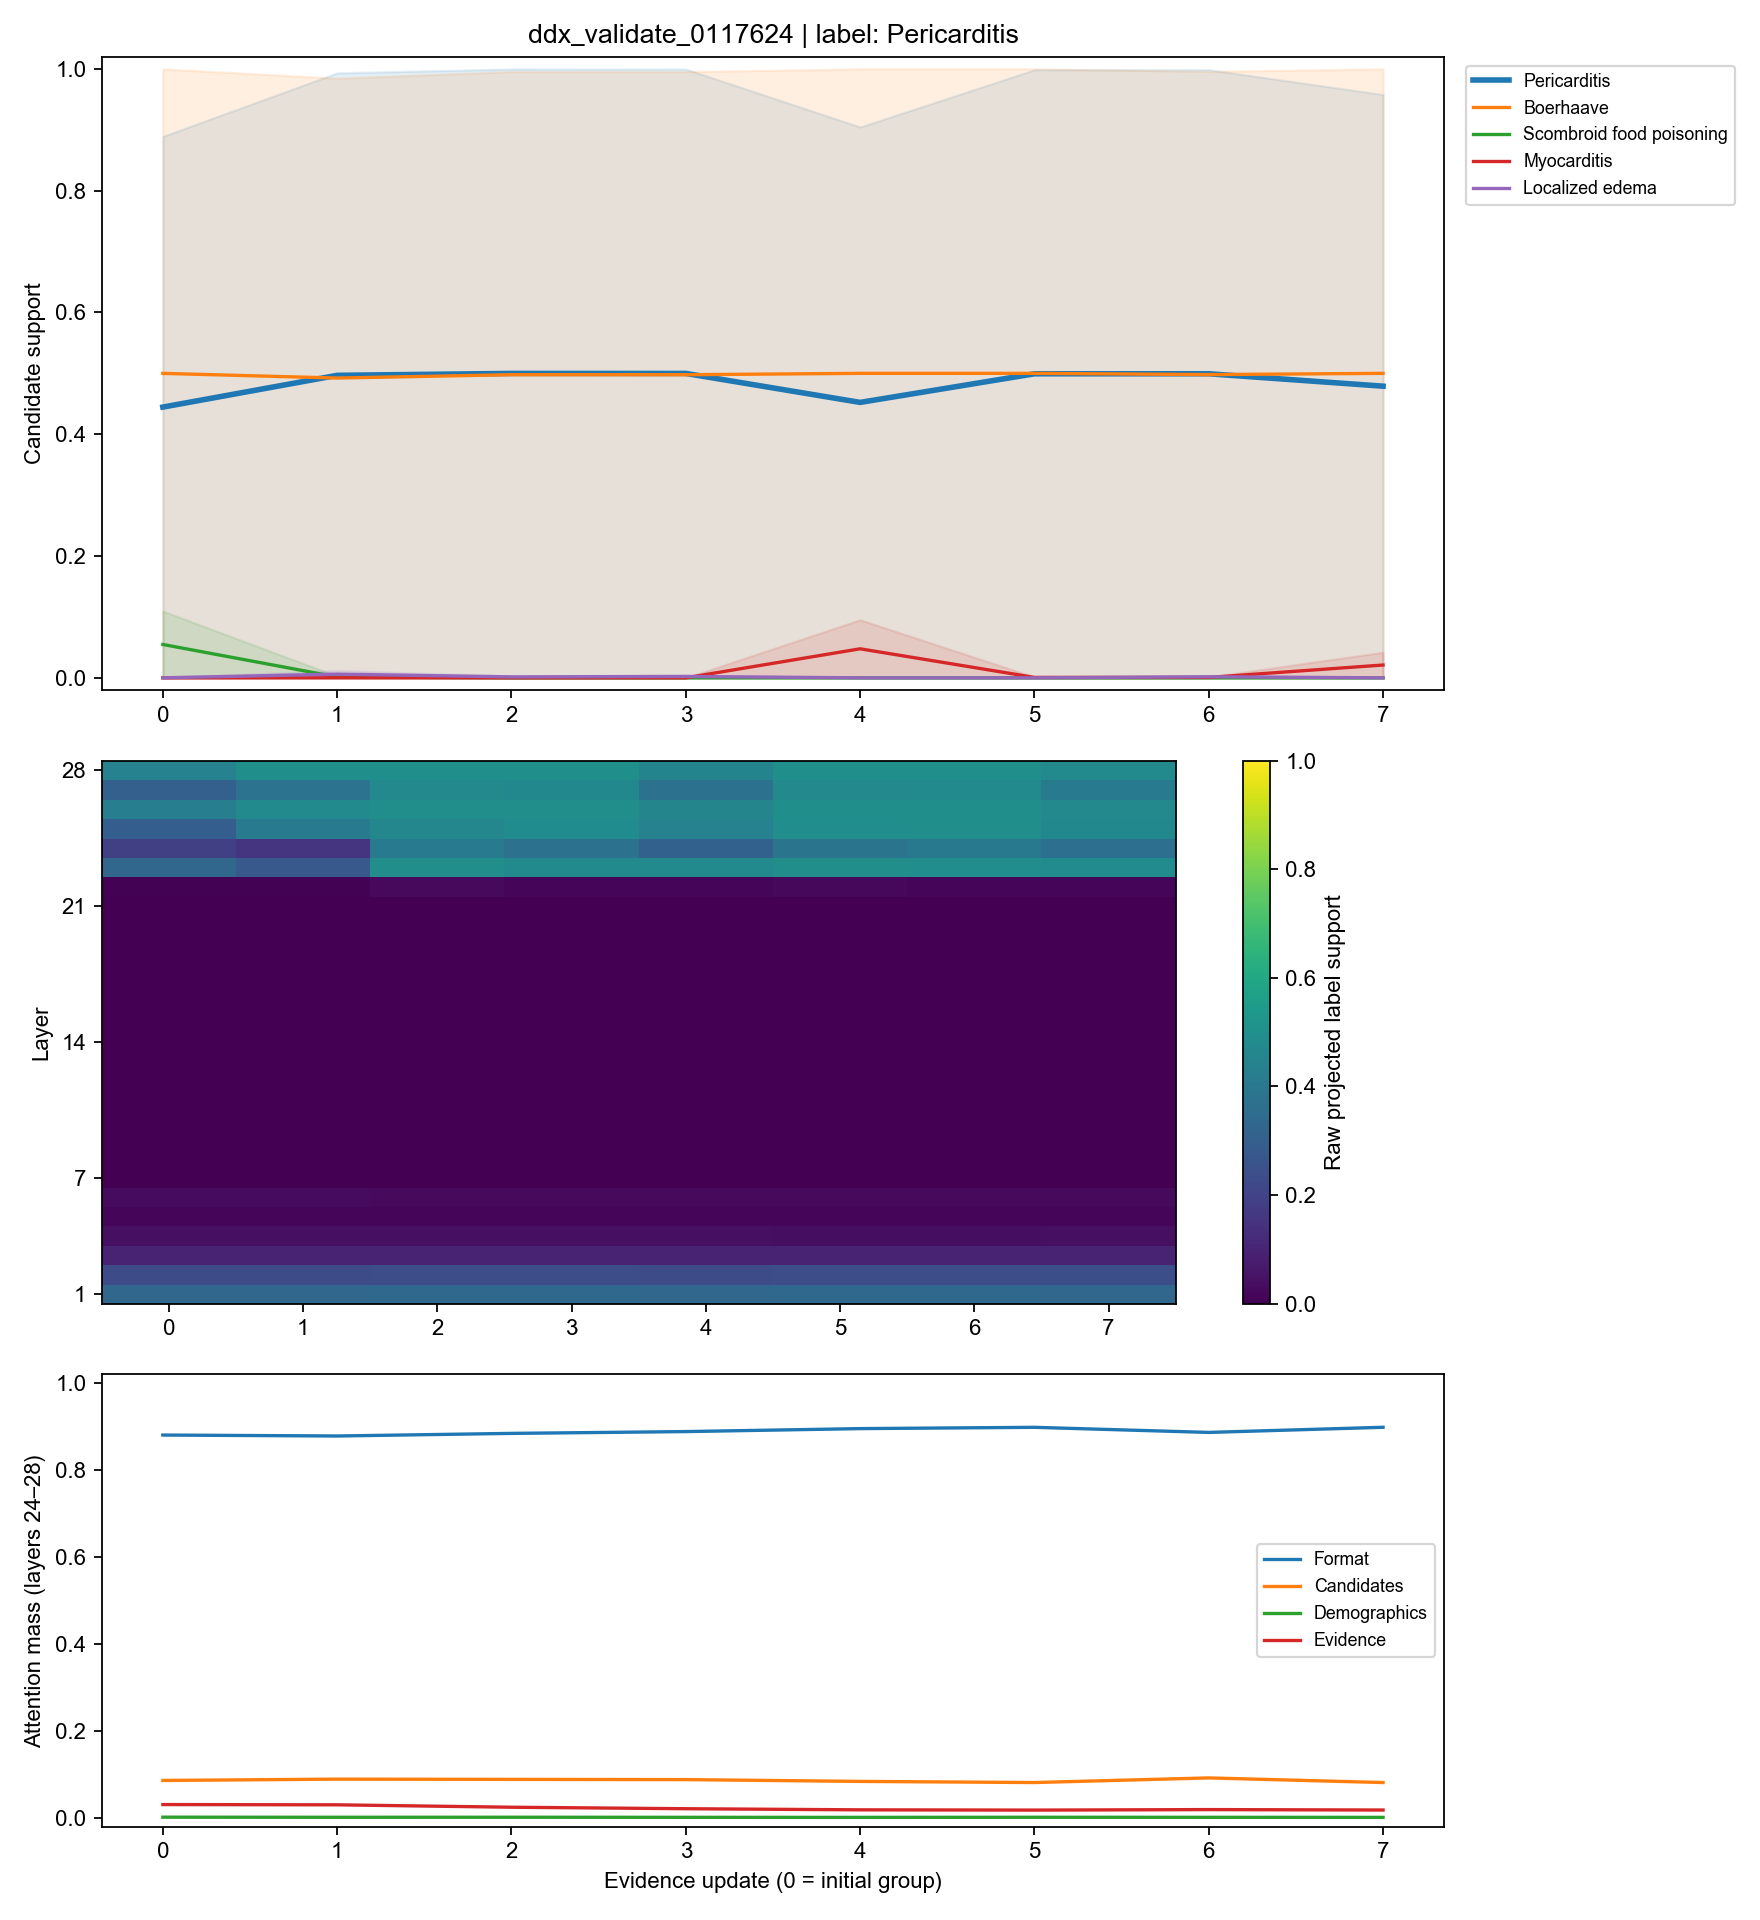 ddx_validate_0117624 | label: Pericarditis
Candidate support
1.0
0.8
0.6
0.4
0.2
0.0
0 1 2 3 4 5 6 7
Pericarditis
Boerhaave
Scombroid food poisoning
Myocarditis
Localized edema
Layer
28
21
14
7
1
0 1 2 3 4 5 6 7
1.0
0.8
0.6
0.4
0.2
0.0
Raw projected label support
Attention mass (layers 24–28)
1.0
0.8
0.6
0.4
0.2
0.0
Format
Candidates
Demographics
Evidence
0 1 2 3 4 5 6 7
Evidence update (0 = initial group)